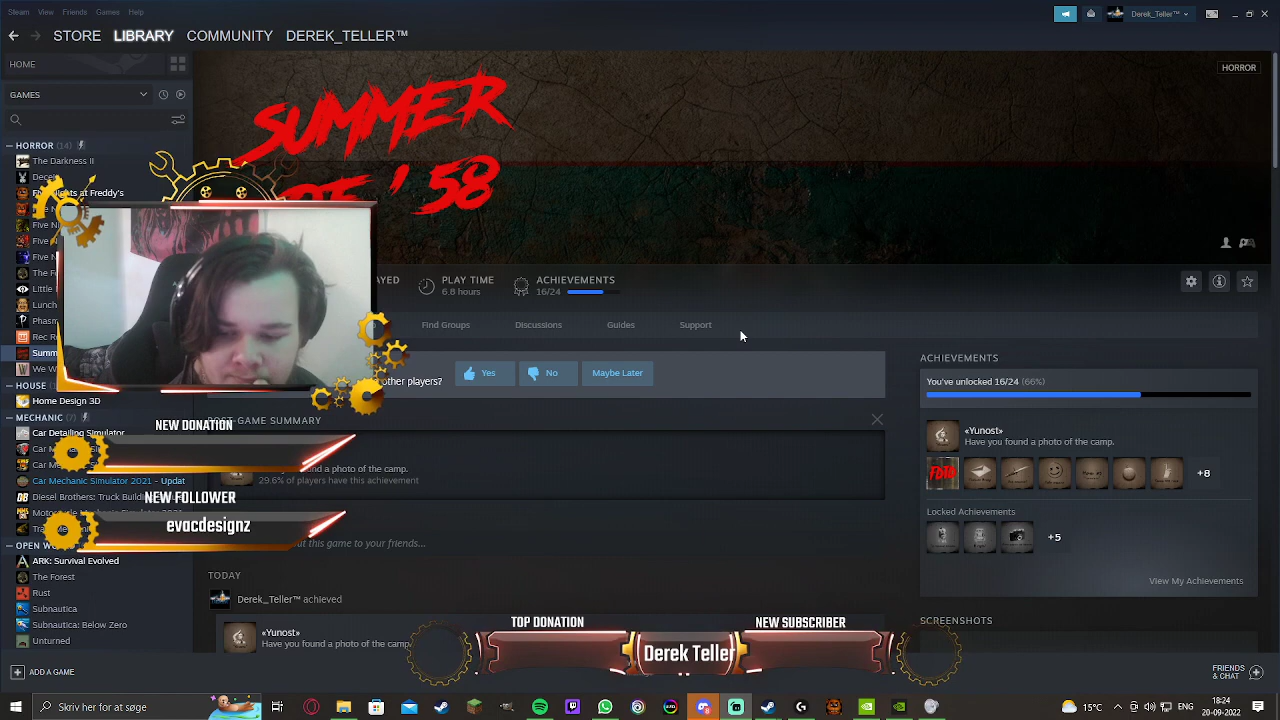 Steam View Friends Games Help
Derek_Teller™
STORE LIBRARY COMMUNITY DEREK_TELLER™
HOME
HORROR
SUMMER
'58
GAMES
HORROR (14)
The Darkness II
Freddy's
PLAY TIME
6.8 hours
ACHIEVEMENTS
16/24
Find Groups
Discussions
Guides
Support
other players?
Yes
No
Maybe Later
HOUSE
Home Design 3D
MECHANIC (7)
Car Detailing Simulator
Car Mechanic Simulator 2021 - Updat
Diesel Brothers: Truck Buildin
OPEN W
ARK: Survival Evolved
The Forest
Rust
Subnautica
Subnautica: Below Zero
Unturned
NEW DONATION
NEW FOLLOWER
evacdesignz
POST-GAME SUMMARY
found a photo of the camp.
29.6% of players have this achievement
out this game to your friends...
TODAY
Derek_Teller™ achieved
«Yunost»
Have you found a photo of the camp.
ACHIEVEMENTS
You've unlocked 16/24 (66%)
«Yunost»
Have you found a photo of the camp.
+8
Locked Achievements
+5
View My Achievements
SCREENSHOTS
TOP DONATION
NEW SUBSCRIBER
Derek Teller
ADD A GAME
FRIENDS
& CHAT
Skriv her for at søge
15°C
ENG
18:24
20-09-2022